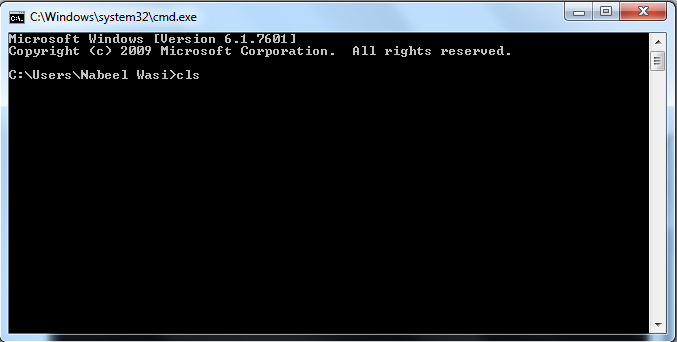 C:\Windows\system32\cmd.exe
Microsoft Windows [Version 6.1.7601]
Copyright (c) 2009 Microsoft Corporation.  All rights reserved.
C:\Users\Nabeel Wasi>cls